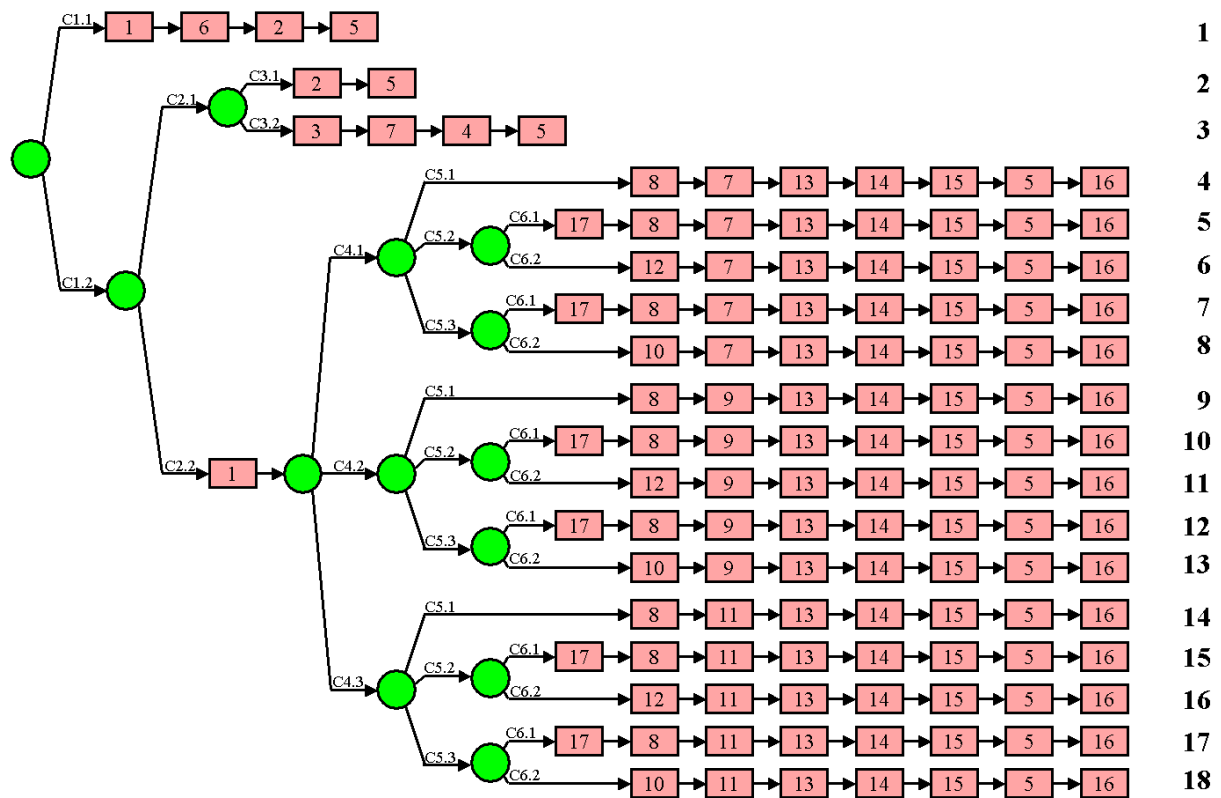 C1.1 1 6 2 5 1
C3.1 2 5 2
C2.1
C3.2 3 7 4 5 3
C5.1 8 7 13 14 15 5 16 4
C6.1 17 8 7 13 14 15 5 16 5
C4.1 C5.2
C6.2 12 7 13 14 15 5 16 6
C1.2
C6.1 17 8 7 13 14 15 5 16 7
C5.3
C6.2 10 7 13 14 15 5 16 8
C5.1 8 9 13 14 15 5 16 9
C6.1 17 8 9 13 14 15 5 16 10
C2.2 1 C4.2 C5.2
C6.2 12 9 13 14 15 5 16 11
C6.1 17 8 9 13 14 15 5 16 12
C5.3
C6.2 10 9 13 14 15 5 16 13
C5.1 8 11 13 14 15 5 16 14
C6.1 17 8 11 13 14 15 5 16 15
C4.3 C5.2
C6.2 12 11 13 14 15 5 16 16
C6.1 17 8 11 13 14 15 5 16 17
C5.3
C6.2 10 11 13 14 15 5 16 18